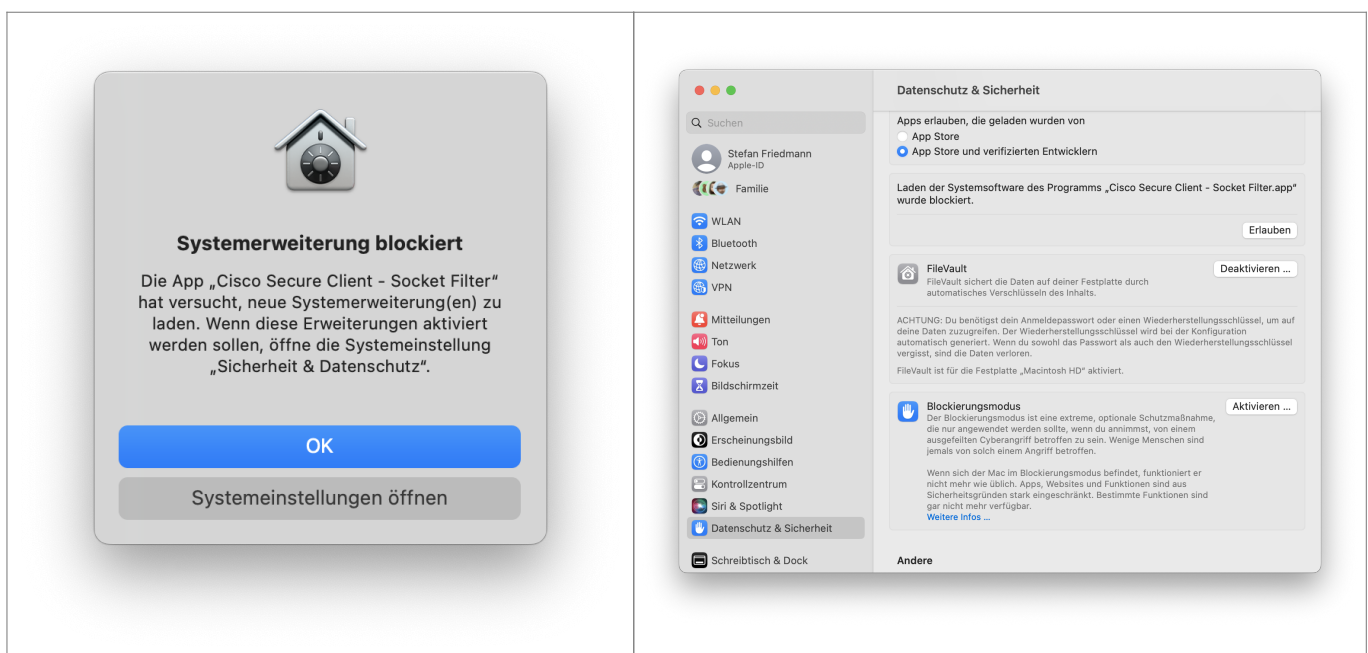 Systemerweiterung blockiert
Die App „Cisco Secure Client - Socket Filter“
hat versucht, neue Systemerweiterung(en) zu
laden. Wenn diese Erweiterungen aktiviert
werden sollen, öffne die Systemeinstellung
„Sicherheit & Datenschutz“.
OK
Systemeinstellungen öffnen
Suchen
Stefan Friedmann
Apple-ID
Familie
WLAN
Bluetooth
Netzwerk
VPN
Mitteilungen
Ton
Fokus
Bildschirmzeit
Allgemein
Erscheinungsbild
Bedienungshilfen
Kontrollzentrum
Siri & Spotlight
Datenschutz & Sicherheit
Schreibtisch & Dock
Datenschutz & Sicherheit
Apps erlauben, die geladen wurden von
App Store
App Store und verifizierten Entwicklern
Laden der Systemsoftware des Programms „Cisco Secure Client - Socket Filter.app“
wurde blockiert.
Erlauben
FileVault
Deaktivieren ...
FileVault sichert die Daten auf deiner Festplatte durch
automatisches Verschlüsseln des Inhalts.
ACHTUNG: Du benötigst dein Anmeldepasswort oder einen Wiederherstellungsschlüssel, um auf
deine Daten zuzugreifen. Der Wiederherstellungsschlüssel wird bei der Konfiguration
automatisch generiert. Wenn du sowohl das Passwort als auch den Wiederherstellungsschlüssel
vergisst, sind die Daten verloren.
FileVault ist für die Festplatte „Macintosh HD“ aktiviert.
Blockierungsmodus
Aktivieren ...
Der Blockierungsmodus ist eine extreme, optionale Schutzmaßnahme,
die nur angewendet werden sollte, wenn du annimmst, von einem
ausgefeilten Cyberangriff betroffen zu sein. Wenige Menschen sind
jemals von solch einem Angriff betroffen.
Wenn sich der Mac im Blockierungsmodus befindet, funktioniert er
nicht mehr wie üblich. Apps, Websites und Funktionen sind aus
Sicherheitsgründen stark eingeschränkt. Bestimmte Funktionen sind
gar nicht mehr verfügbar.
Weitere Infos ...
Andere